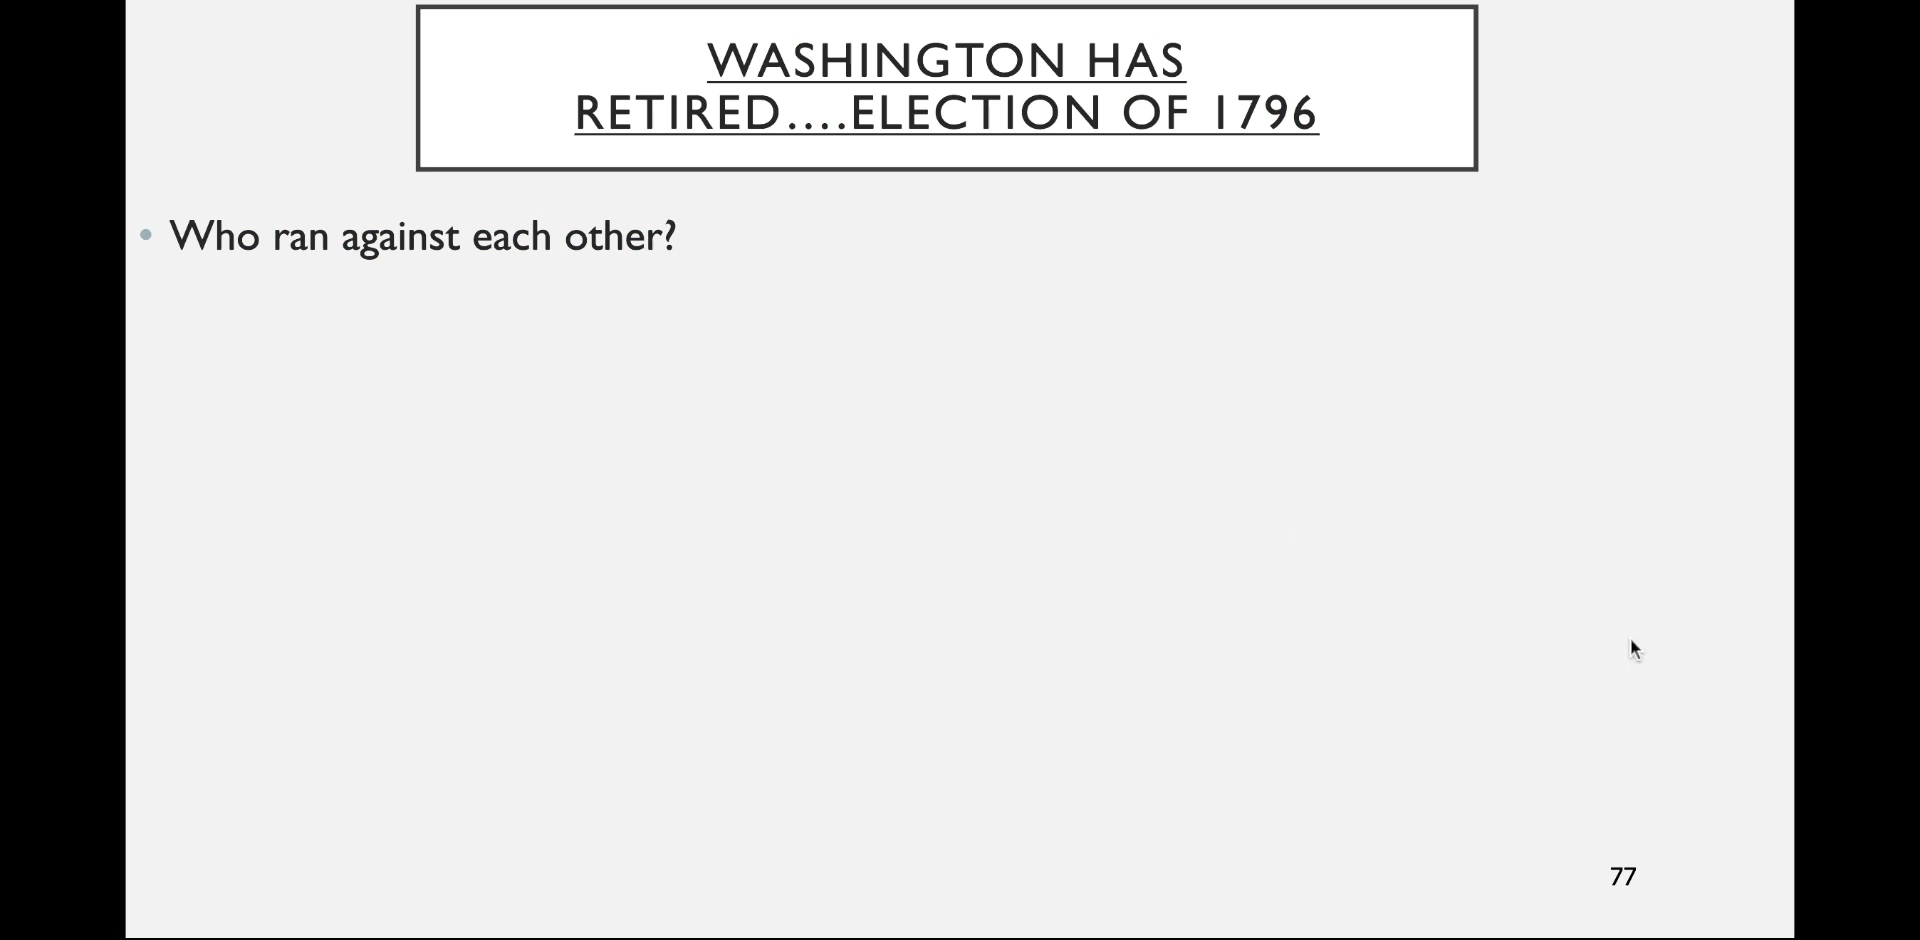 WASHINGTON HAS
RETIRED....ELECTION OF 1796
• Who ran against each other?
77